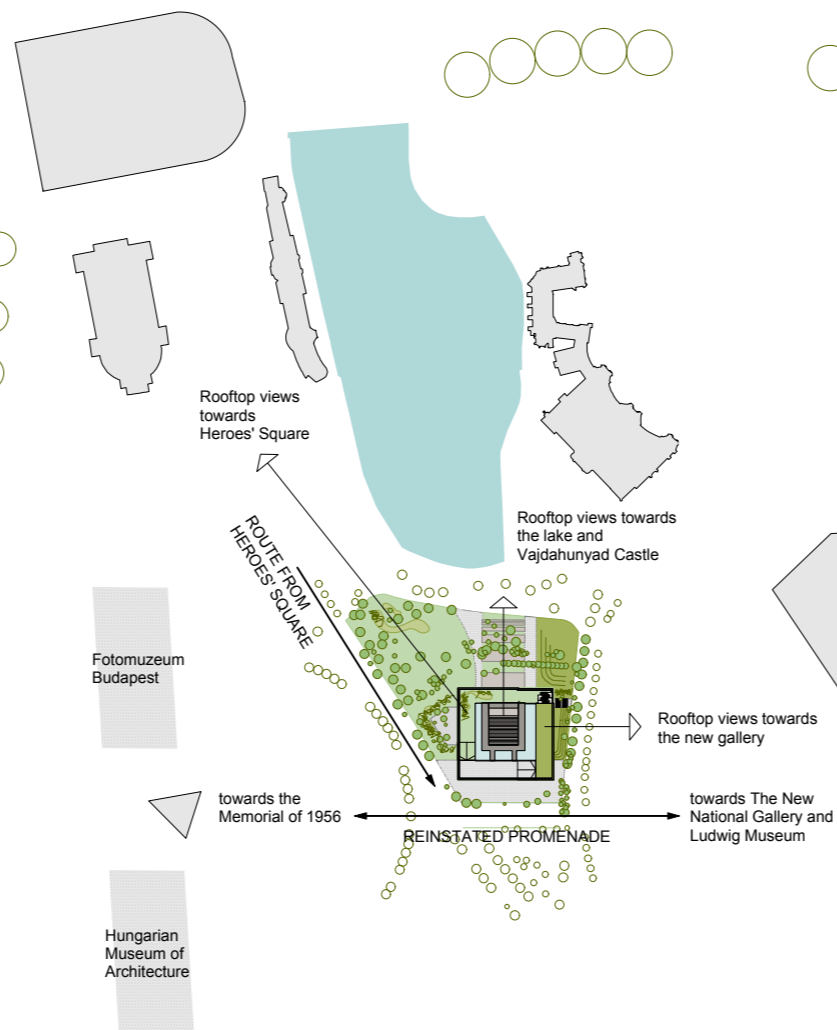 Rooftop views
towards
Heroes' Square
Rooftop views towards
the lake and
Vajdahunyad Castle
ROUTE FROM
HEROES' SQUARE
Fotomuzeum
Budapest
Rooftop views towards
the new gallery
towards the
Memorial of 1956
towards The New
National Gallery and
Ludwig Museum
REINSTATED PROMENADE
Hungarian
Museum of
Architecture